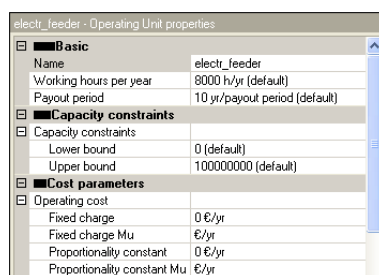 electr_feeder - Operating Unit properties
Basic
Name electr_feeder
Working hours per year 8000 h/yr (default)
Payout period 10 yr/payout period (default)
Capacity constraints
Capacity constraints
Lower bound 0 (default)
Upper bound 100000000 (default)
Cost parameters
Operating cost
Fixed charge 0 €/yr
Fixed charge Mu €/yr
Proportionality constant 0 €/yr
Proportionality constant Mu €/yr